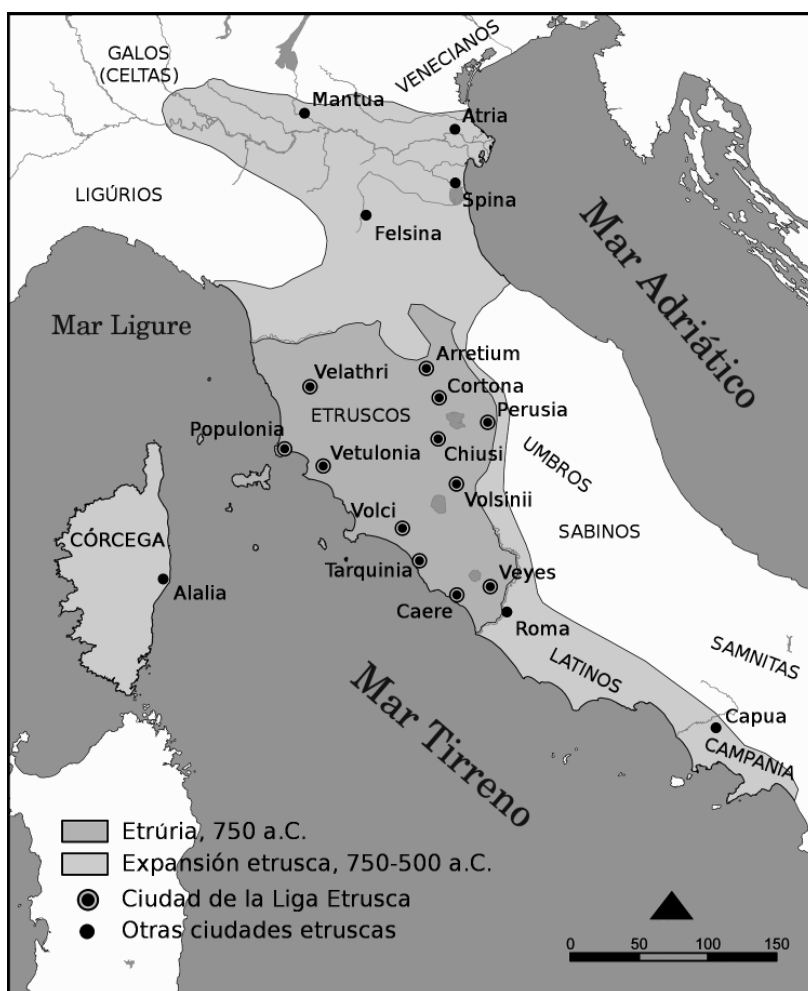 GALOS
(CELTAS)
VENECIANOS
Mantua
Atria
LIGÚRIOS
Spina
Felsina
Mar Adriático
Mar Ligure
Arretium
Velathri
Cortona
ETRUSCOS
Perusia
Populonia
Chiusi
Vetulonia
UMBROS
Volsinii
Volci
SABINOS
CÓRCEGA
Tarquinia
Veyes
Alalia
Caere
Roma
SAMNITAS
LATINOS
Mar Tirreno
Capua
CAMPANIA
Etrúria, 750 a.C.
Expansión etrusca, 750-500 a.C.
Ciudad de la Liga Etrusca
Otras ciudades etruscas
0 50 100 150